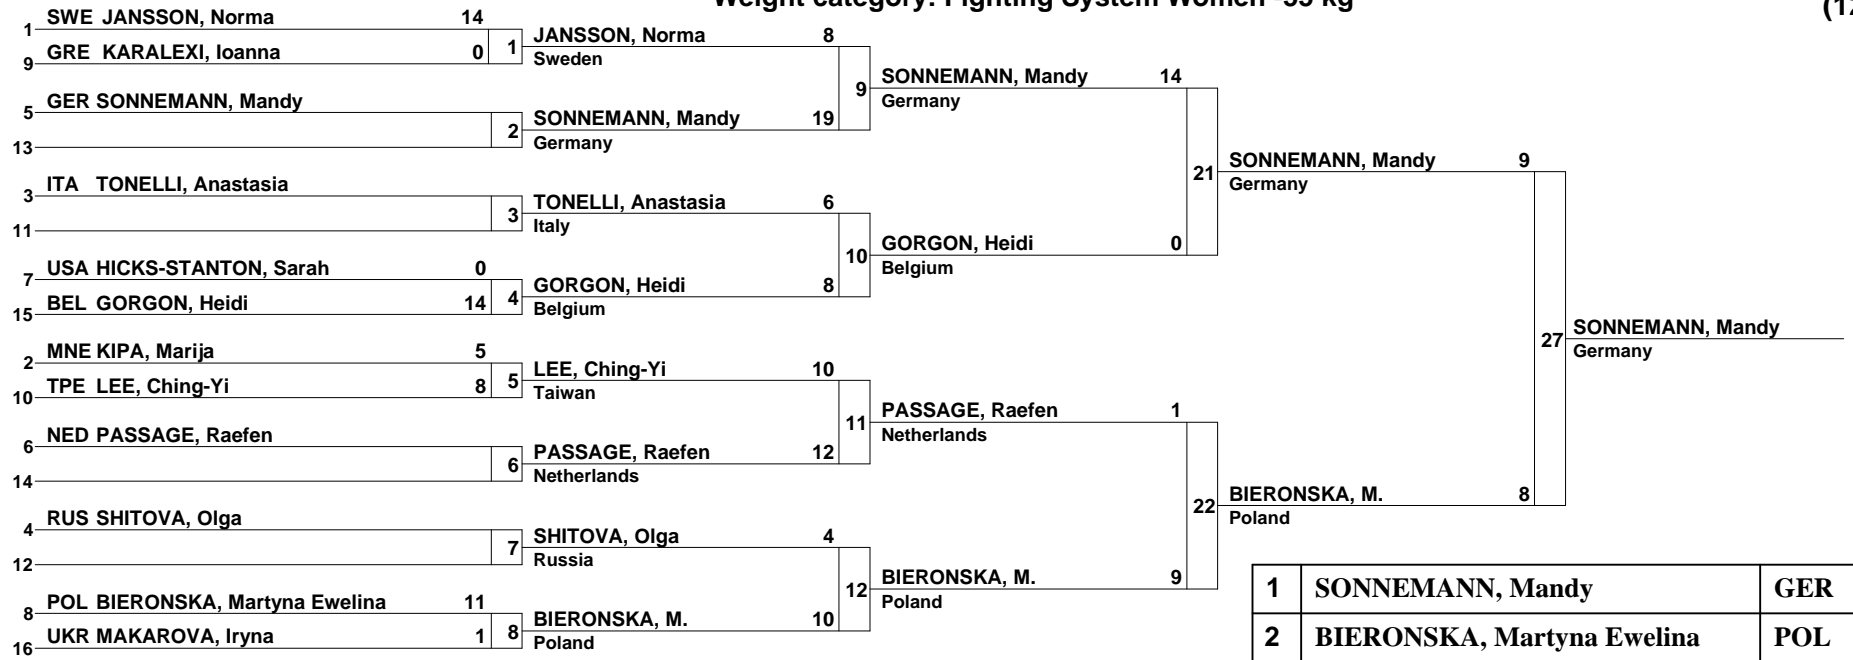 Weight category: Fighting System Women -55 kg
(12
1 SWE JANSSON, Norma 14
9 GRE KARALEXI, Ioanna 0
1
JANSSON, Norma 8
Sweden
5 GER SONNEMANN, Mandy
13
2
SONNEMANN, Mandy 19
Germany
9
SONNEMANN, Mandy 14
Germany
3 ITA TONELLI, Anastasia
11
3
TONELLI, Anastasia 6
Italy
7 USA HICKS-STANTON, Sarah 0
15 BEL GORGON, Heidi 14
4
GORGON, Heidi 8
Belgium
10
GORGON, Heidi 0
Belgium
21
SONNEMANN, Mandy 9
Germany
2 MNE KIPA, Marija 5
10 TPE LEE, Ching-Yi 8
5
LEE, Ching-Yi 10
Taiwan
6 NED PASSAGE, Raefen
14
6
PASSAGE, Raefen 12
Netherlands
11
PASSAGE, Raefen 1
Netherlands
4 RUS SHITOVA, Olga
12
7
SHITOVA, Olga 4
Russia
8 POL BIERONSKA, Martyna Ewelina 11
16 UKR MAKAROVA, Iryna 1
8
BIERONSKA, M. 10
Poland
12
BIERONSKA, M. 9
Poland
22
BIERONSKA, M. 8
Poland
27
SONNEMANN, Mandy
Germany
1 SONNEMANN, Mandy GER
2 BIERONSKA, Martyna Ewelina POL